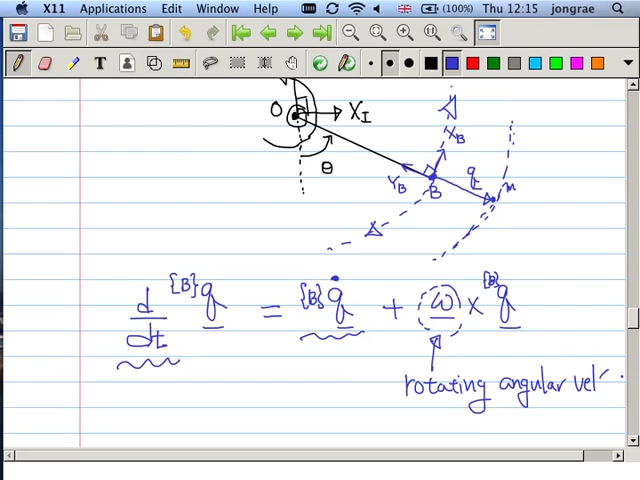 X11 Applications Edit Window Help (100%) Thu 12:15 jongrae
T
O X_I
θ
X_B
Y_B B q m
d/dt {B}q = {B}q̇ + ω × {B}q
rotating angular vel